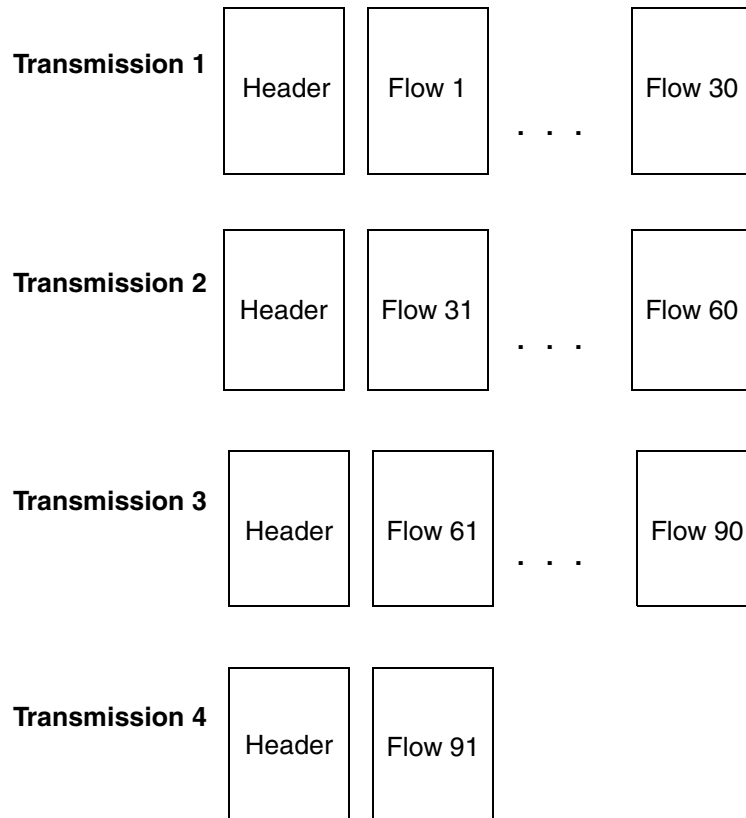 Transmission 1
Header
Flow 1
. . .
Flow 30
Transmission 2
Header
Flow 31
. . .
Flow 60
Transmission 3
Header
Flow 61
. . .
Flow 90
Transmission 4
Header
Flow 91